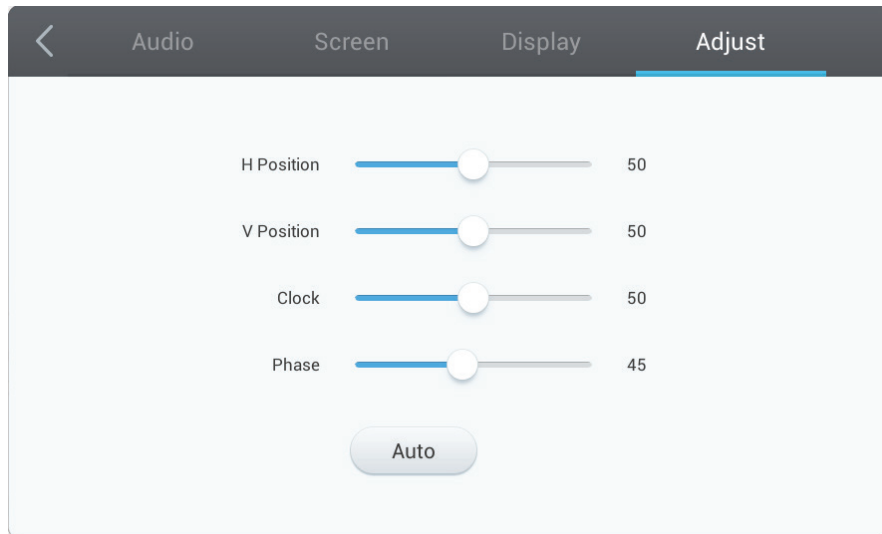 Audio Screen Display Adjust
H Position 50
V Position 50
Clock 50
Phase 45
Auto